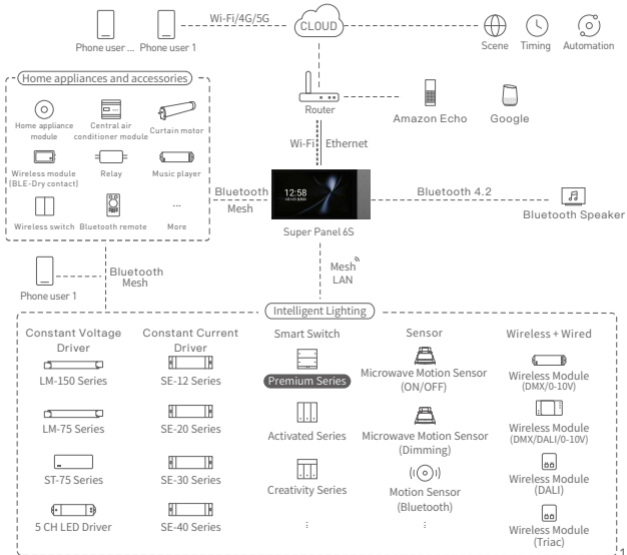 Wi-Fi/4G/5G
CLOUD
Phone user ... Phone user 1
Scene Timing Automation
Home appliances and accessories
Router
Amazon Echo Google
Home appliance
module
Central air
conditioner module
Curtain motor
Wi-Fi Ethernet
Wireless module
(BLE-Dry contact)
Relay
Music player
Bluetooth
Mesh
12:58
Bluetooth 4.2
Bluetooth Speaker
Wireless switch Bluetooth remote
...
More
Super Panel 6S
Phone user 1
Bluetooth
Mesh
Mesh
LAN
Intelligent Lighting
Constant Voltage
Driver
LM-150 Series
LM-75 Series
ST-75 Series
5 CH LED Driver
Constant Current
Driver
SE-12 Series
SE-20 Series
SE-30 Series
SE-40 Series
Smart Switch
Premium Series
Activated Series
Creativity Series
Sensor
Microwave Motion Sensor
(ON/OFF)
Microwave Motion Sensor
(Dimming)
Motion Sensor
(Bluetooth)
Wireless + Wired
Wireless Module
(DMX/0-10V)
Wireless Module
(DMX/DALI/0-10V)
Wireless Module
(DALI)
Wireless Module
(Triac)